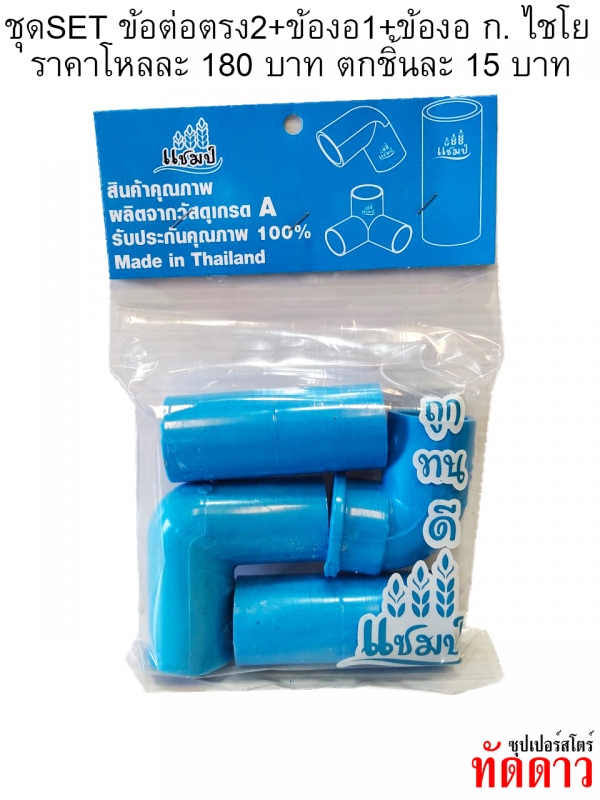 ชุดSET ข้อต่อตรง2+ข้องอ1+ข้องอ ก. ไชโย
ราคาโหลละ 180 บาท ตกชิ้นละ 15 บาท
แชมป์
สินค้าคุณภาพ
ผลิตจากวัสดุเกรด A
รับประกันคุณภาพ 100%
Made in Thailand
แชมป์
ถูก
ทน
ดี
แชมป์
ซุปเปอร์สโตร์
ทัดดาว